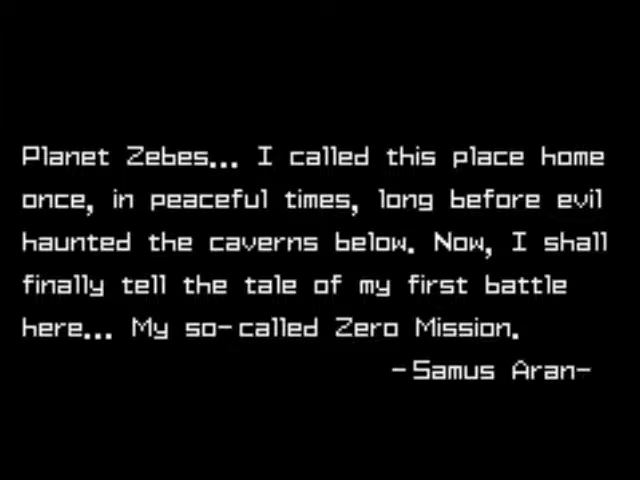 Planet Zebes... I called this place home
once, in peaceful times, long before evil
haunted the caverns below. Now, I shall
finally tell the tale of my first battle
here... My so-called Zero Mission.
-Samus Aran-